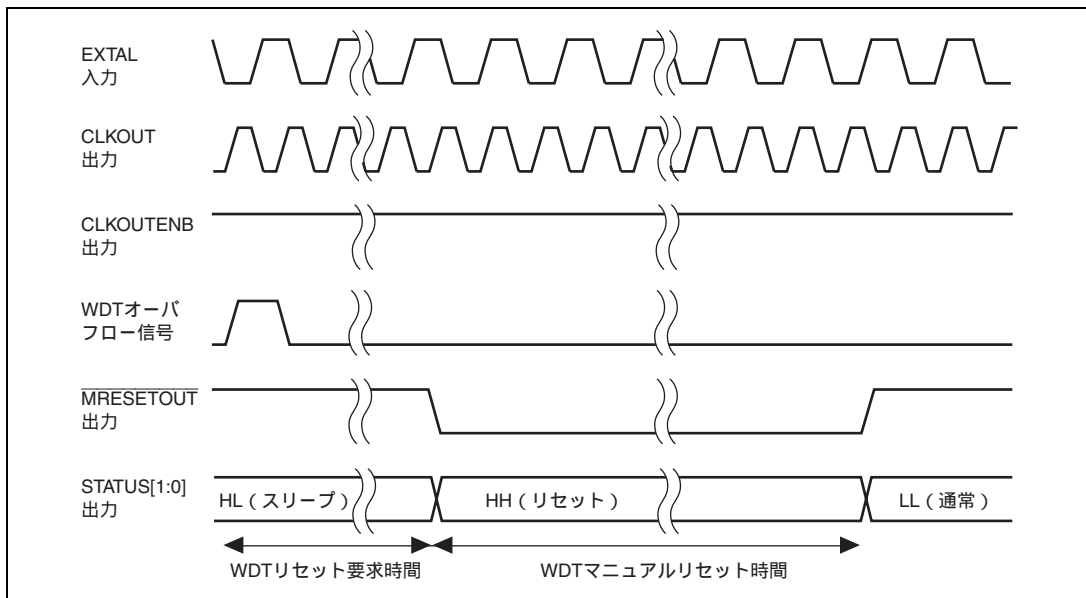 EXTAL
入力
CLKOUT
出力
CLKOUTENB
出力
WDTオーバ
フロー信号
MRESETOUT
出力
STATUS[1:0]
出力
HL（スリープ）
HH（リセット）
LL（通常）
WDTリセット要求時間
WDTマニュアルリセット時間